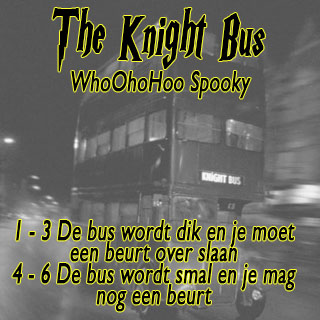 The Knight Bus
WhoOhoHoo Spooky
KNIGHT BUS
1 - 3 De bus wordt dik en je moet
een beurt over slaan
4 - 6 De bus wordt smal en je mag
nog een beurt